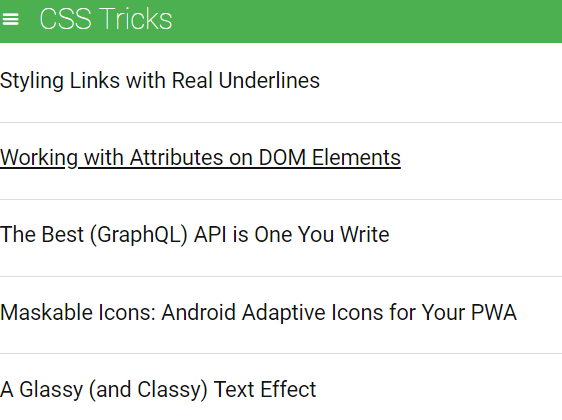 CSS Tricks
Styling Links with Real Underlines
Working with Attributes on DOM Elements
The Best (GraphQL) API is One You Write
Maskable Icons: Android Adaptive Icons for Your PWA
A Glassy (and Classy) Text Effect